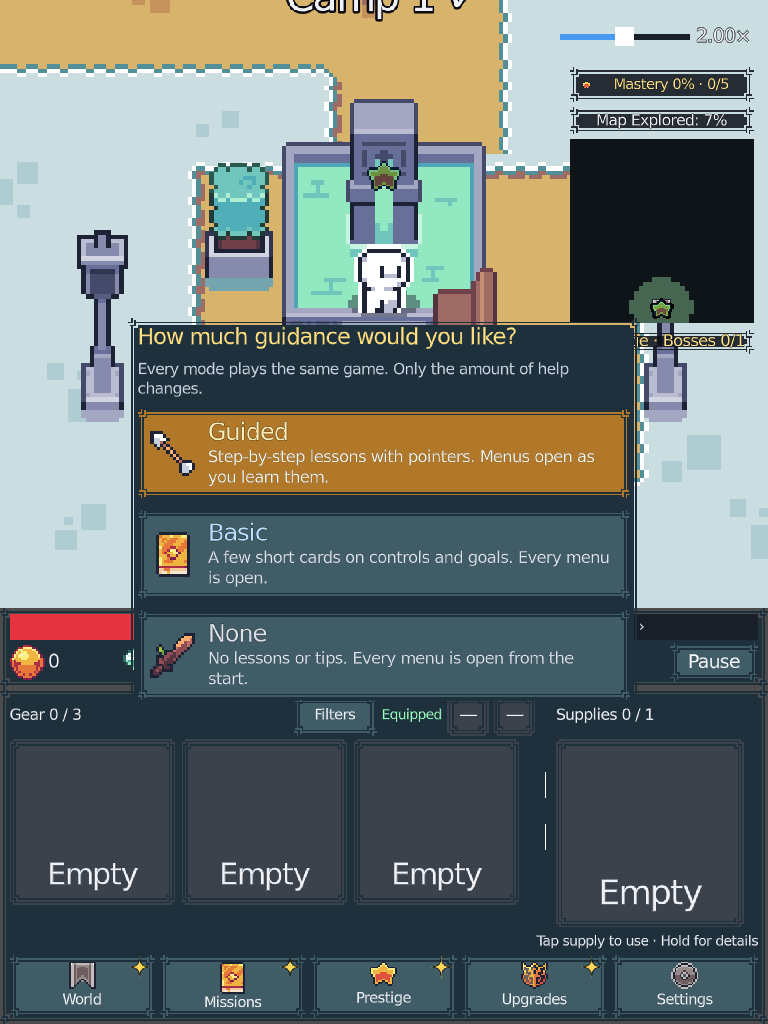 Camp 1 ✓
2.00×
Mastery 0% · 0/5
Map Explored: 7%
· Bosses 0/1
How much guidance would you like?
Every mode plays the same game. Only the amount of help
changes.
Guided
Step-by-step lessons with pointers. Menus open as
you learn them.
Basic
A few short cards on controls and goals. Every menu
is open.
None
No lessons or tips. Every menu is open from the
start.
›
0
Pause
Gear 0 / 3
Filters
Equipped
—
—
Supplies 0 / 1
Empty
Empty
Empty
Empty
Tap supply to use · Hold for details
World
Missions
Prestige
Upgrades
Settings